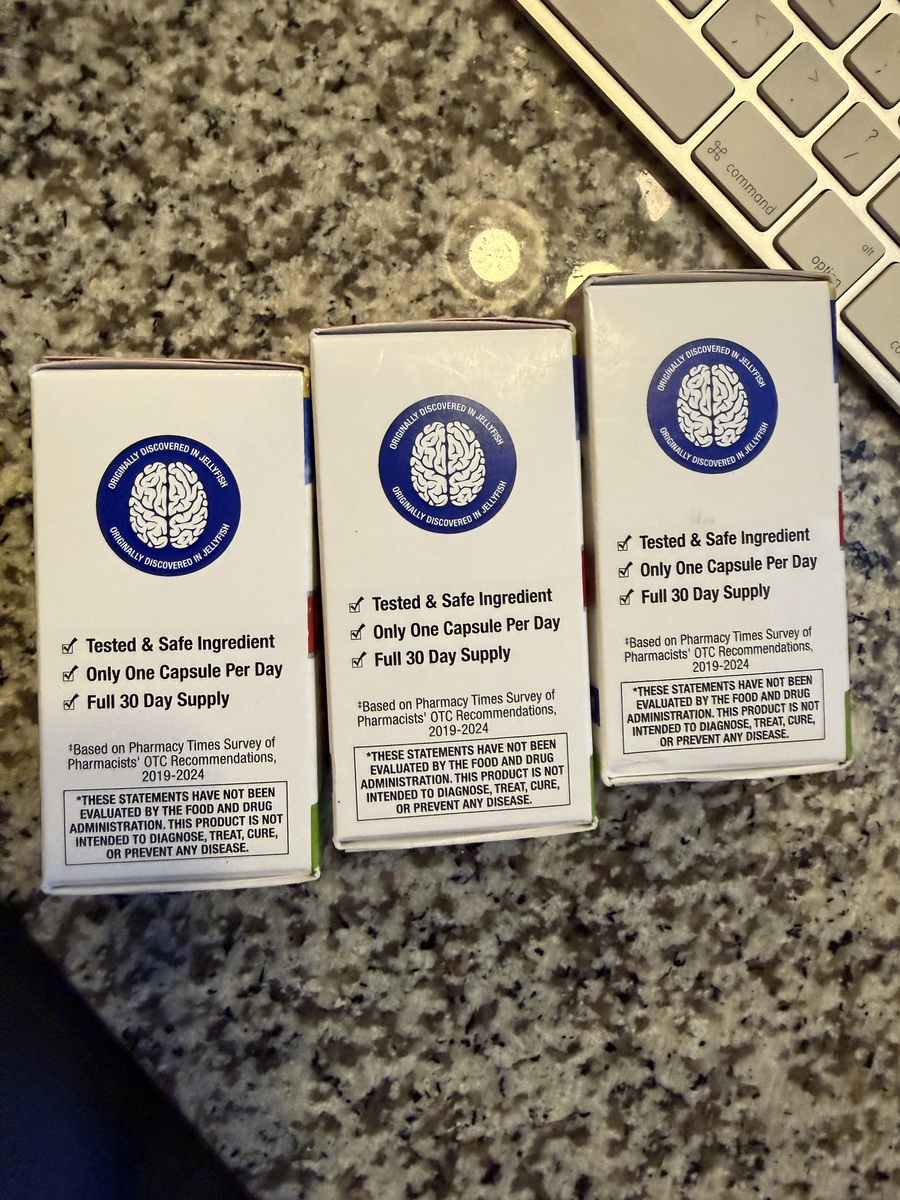 ORIGINALLY DISCOVERED IN JELLYFISH
ORIGINALLY DISCOVERED IN JELLYFISH
Tested & Safe Ingredient
Only One Capsule Per Day
Full 30 Day Supply
‡Based on Pharmacy Times Survey of
Pharmacists' OTC Recommendations,
2019-2024
*THESE STATEMENTS HAVE NOT BEEN
EVALUATED BY THE FOOD AND DRUG
ADMINISTRATION. THIS PRODUCT IS NOT
INTENDED TO DIAGNOSE, TREAT, CURE,
OR PREVENT ANY DISEASE.
ORIGINALLY DISCOVERED IN JELLYFISH
ORIGINALLY DISCOVERED IN JELLYFISH
Tested & Safe Ingredient
Only One Capsule Per Day
Full 30 Day Supply
‡Based on Pharmacy Times Survey of
Pharmacists' OTC Recommendations,
2019-2024
*THESE STATEMENTS HAVE NOT BEEN
EVALUATED BY THE FOOD AND DRUG
ADMINISTRATION. THIS PRODUCT IS NOT
INTENDED TO DIAGNOSE, TREAT, CURE,
OR PREVENT ANY DISEASE.
ORIGINALLY DISCOVERED IN JELLYFISH
ORIGINALLY DISCOVERED IN JELLYFISH
Tested & Safe Ingredient
Only One Capsule Per Day
Full 30 Day Supply
‡Based on Pharmacy Times Survey of
Pharmacists' OTC Recommendations,
2019-2024
*THESE STATEMENTS HAVE NOT BEEN
EVALUATED BY THE FOOD AND DRUG
ADMINISTRATION. THIS PRODUCT IS NOT
INTENDED TO DIAGNOSE, TREAT, CURE,
OR PREVENT ANY DISEASE.
<
,
>
.
?
/
⌘ command
alt